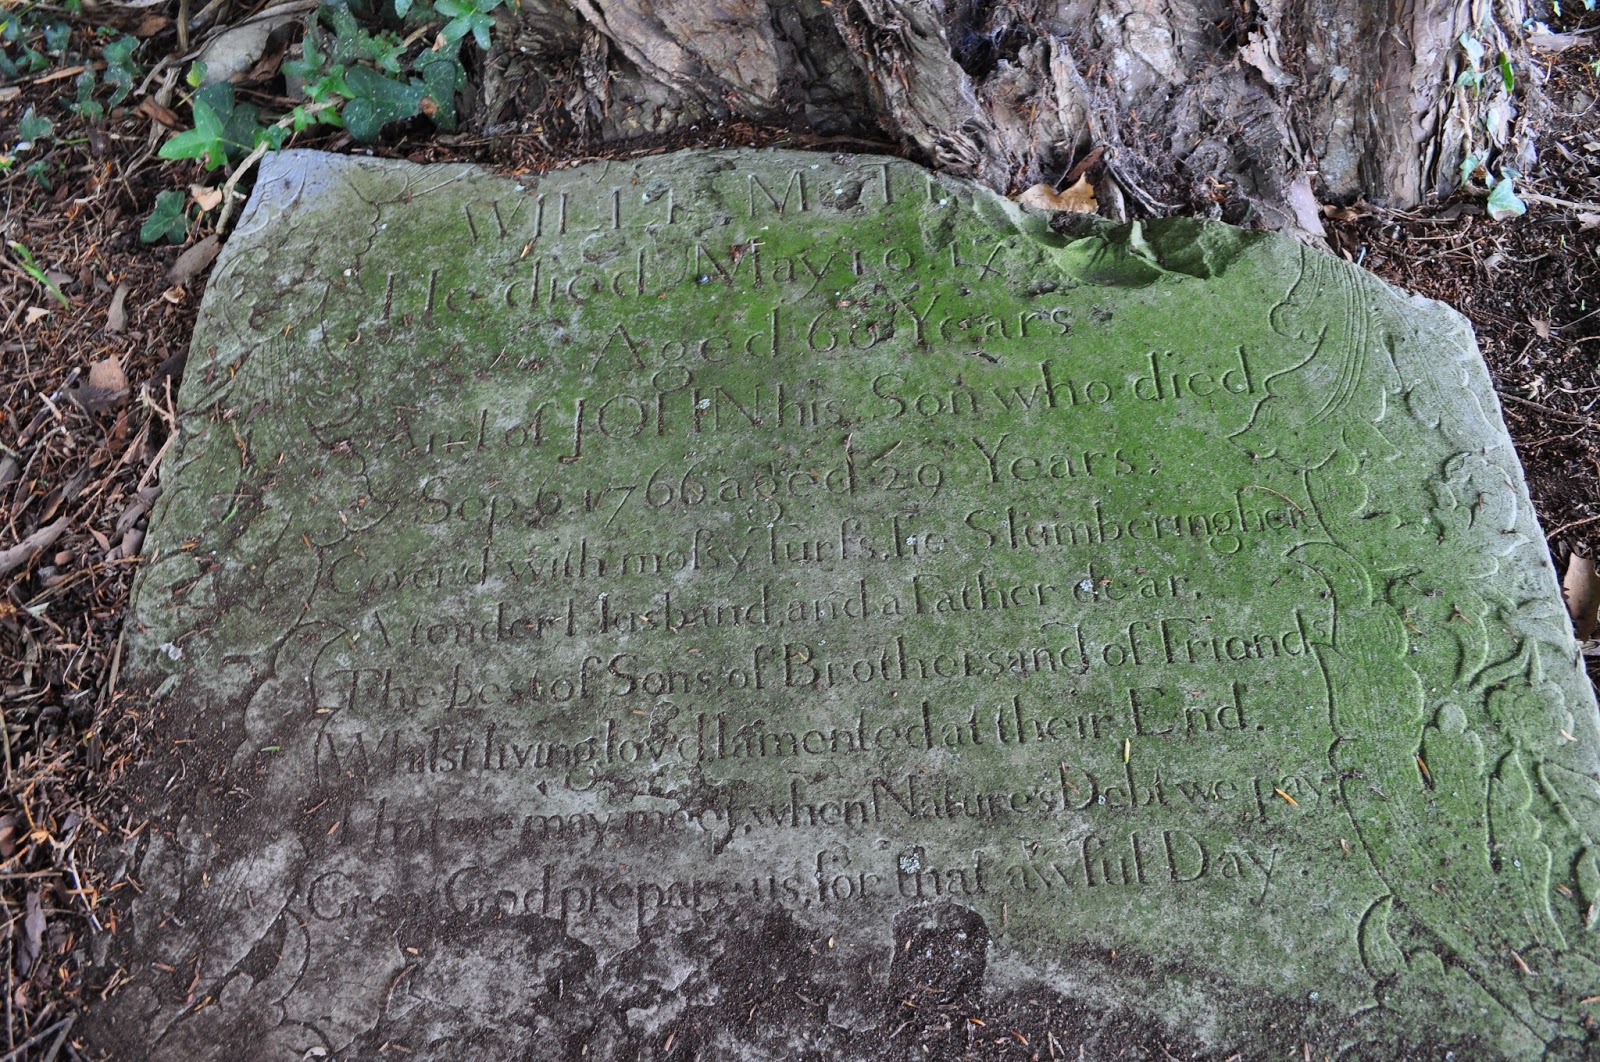 He died May 10. 17
Aged 60 Years
And of JOHN his Son who died
Sep. 6. 1766 aged 29 Years:
Cover'd with moſsy Turfs, lie Slumbering here
A tender Husband, and a Father dear,
The best of Sons, of Brothers, and of Friends
Whilst living lov'd, lamented at their End.
That we may meet, when Nature's Debt we pay,
Great God prepare us, for that awful Day.